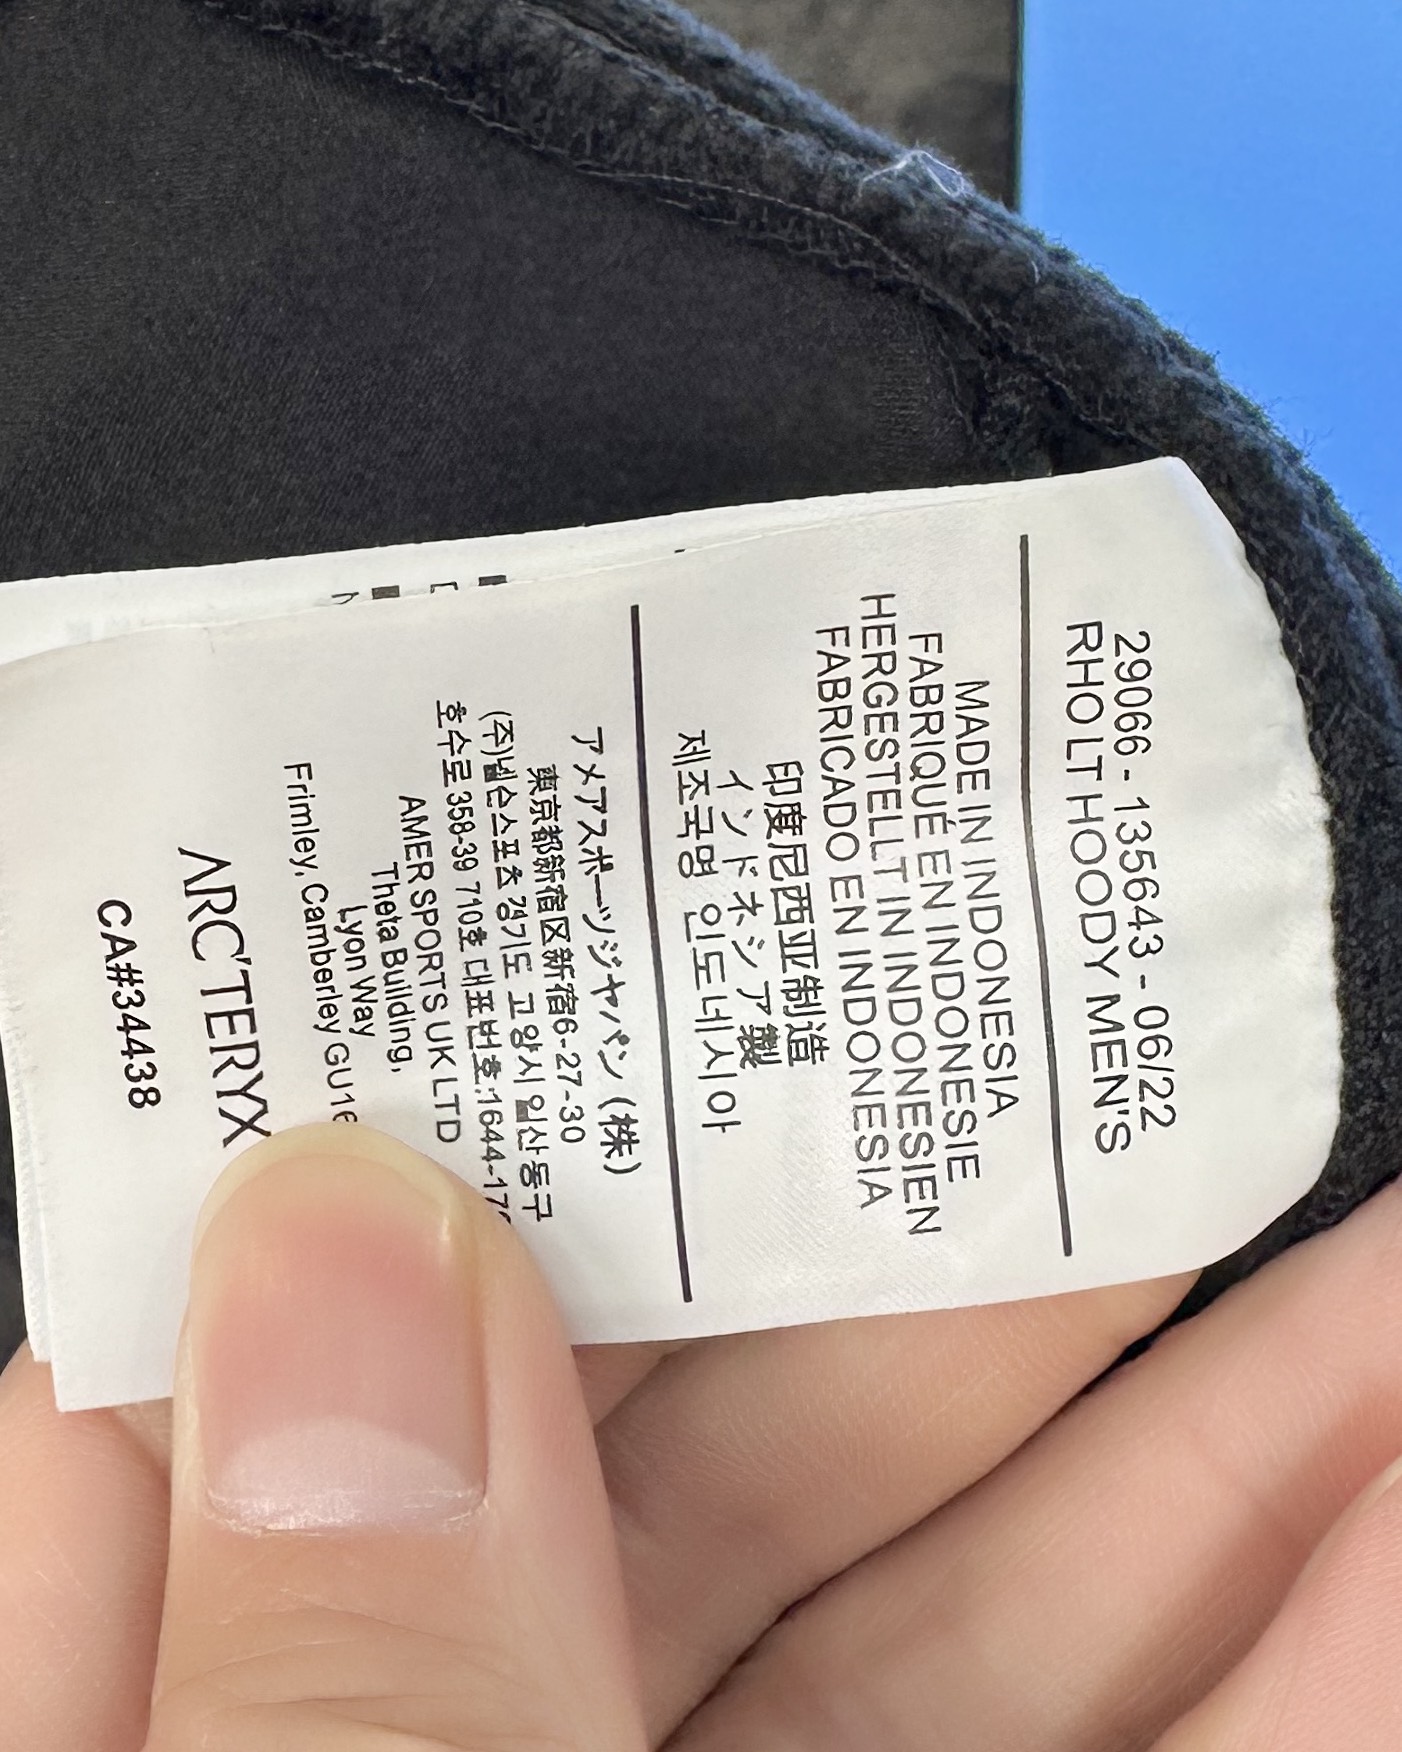 29066 - 135643 - 06/22
RHO LT HOODY MEN'S
MADE IN INDONESIA
FABRIQUÉ EN INDONESIE
HERGESTELLT IN INDONESIEN
FABRICADO EN INDONESIA
印度尼西亚制造
インドネシア製
제조국명 인도네시아
アメアスポーツジャパン (株)
東京都新宿区新宿6-27-30
(주)넬슨스포츠 경기도 고양시 일산동구
호수로 358-39 710호 대표번호:1644-17
AMER SPORTS UK LTD
Theta Building,
Lyon Way
Frimley, Camberley GU16
ARC'TERYX
CA#34438